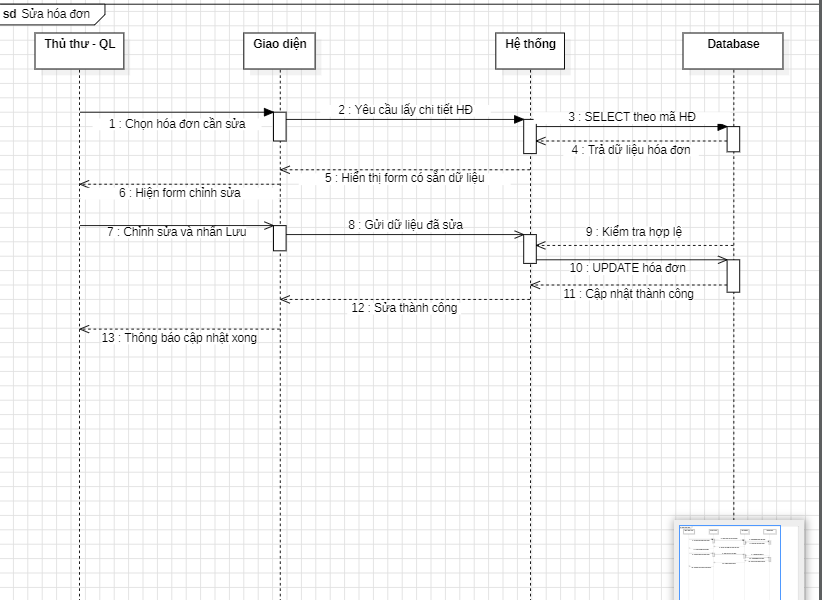 sd Sửa hóa đơn
Thủ thư - QL
Giao diện
Hệ thống
Database
1 : Chọn hóa đơn cần sửa
2 : Yêu cầu lấy chi tiết HĐ
3 : SELECT theo mã HĐ
4 : Trả dữ liệu hóa đơn
5 : Hiển thị form có sẵn dữ liệu
6 : Hiện form chỉnh sửa
7 : Chỉnh sửa và nhấn Lưu
8 : Gửi dữ liệu đã sửa
9 : Kiểm tra hợp lệ
10 : UPDATE hóa đơn
11 : Cập nhật thành công
12 : Sửa thành công
13 : Thông báo cập nhật xong